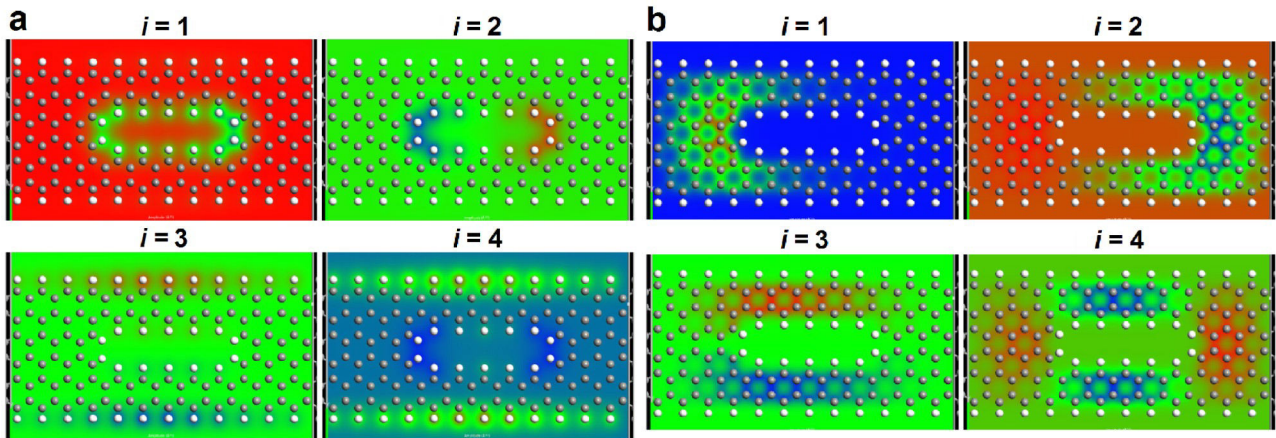 a
i = 1
i = 2
i = 3
i = 4
b
i = 1
i = 2
i = 3
i = 4